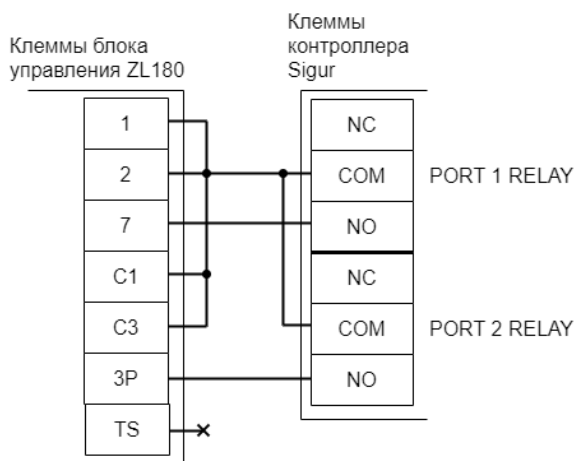 Клеммы блока
управления ZL180
Клеммы
контроллера
Sigur
1
2
7
C1
C3
3P
TS
NC
COM
NO
NC
COM
NO
PORT 1 RELAY
PORT 2 RELAY